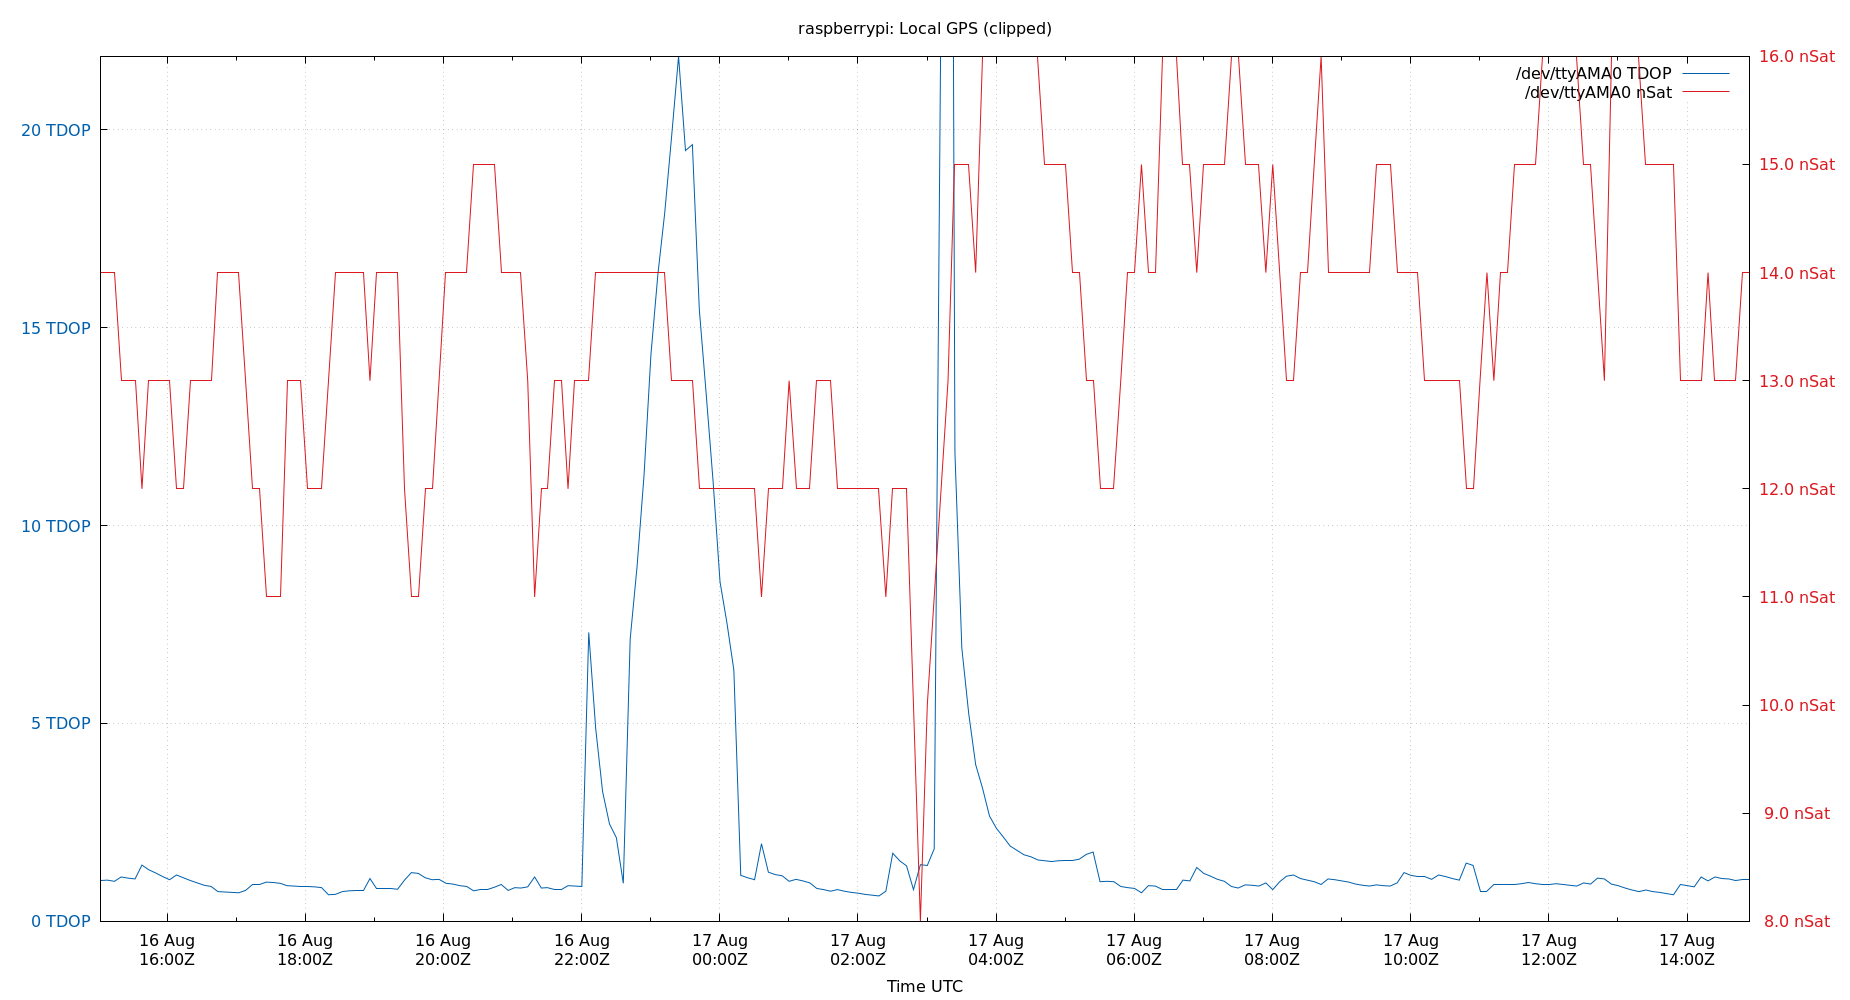 raspberrypi: Local GPS (clipped)
/dev/ttyAMA0 TDOP
/dev/ttyAMA0 nSat
20 TDOP
15 TDOP
10 TDOP
5 TDOP
0 TDOP
16.0 nSat
15.0 nSat
14.0 nSat
13.0 nSat
12.0 nSat
11.0 nSat
10.0 nSat
9.0 nSat
8.0 nSat
16 Aug
16:00Z
16 Aug
18:00Z
16 Aug
20:00Z
16 Aug
22:00Z
17 Aug
00:00Z
17 Aug
02:00Z
17 Aug
04:00Z
17 Aug
06:00Z
17 Aug
08:00Z
17 Aug
10:00Z
17 Aug
12:00Z
17 Aug
14:00Z
Time UTC